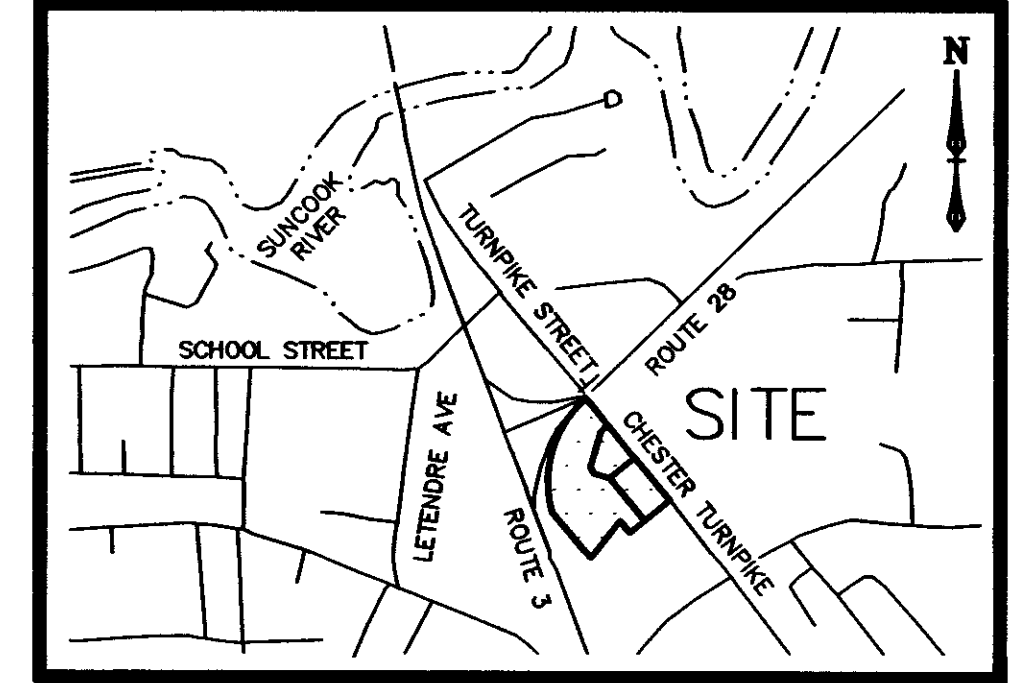 N
SUNCOOK
RIVER
TURNPIKE STREET
ROUTE 28
SCHOOL STREET
SITE
LETENDRE AVE
CHESTER TURNPIKE
ROUTE 3